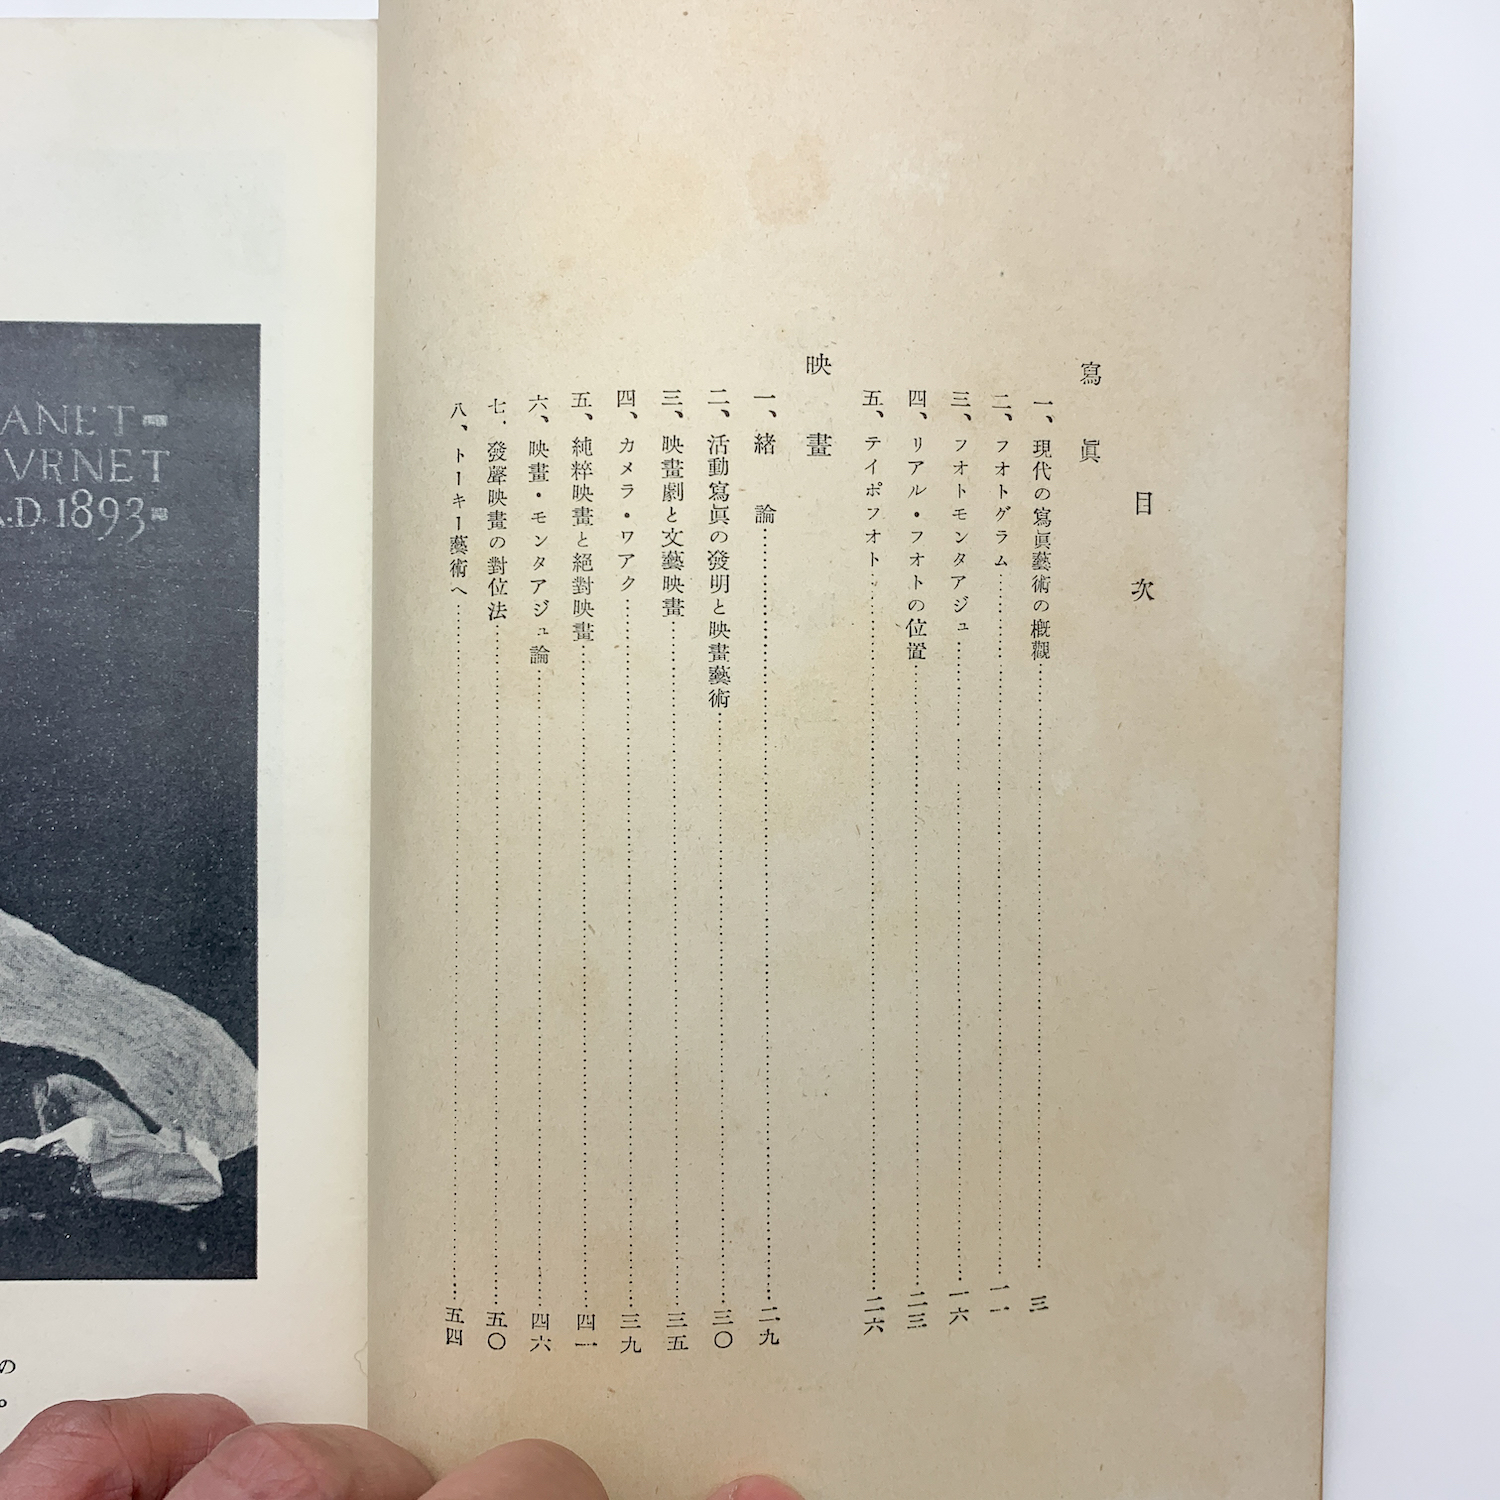 目次
寫眞
一、現代の寫眞藝術の概觀……三
二、フオトグラム……一一
三、フオトモンタアジュ……一六
四、リアル・フオトの位置……二三
五、テイポフオト……二六
映畫
一、緒論……二九
二、活動寫眞の發明と映畫藝術……三〇
三、映畫劇と文藝映畫……三五
四、カメラ・ワアク……三九
五、純粹映畫と絕對映畫……四一
六、映畫・モンタアジュ論……四六
七、發聲映畫の對位法……五〇
八、トーキー藝術へ……五四
ANET
VRNET
A.D. 1893
の
。